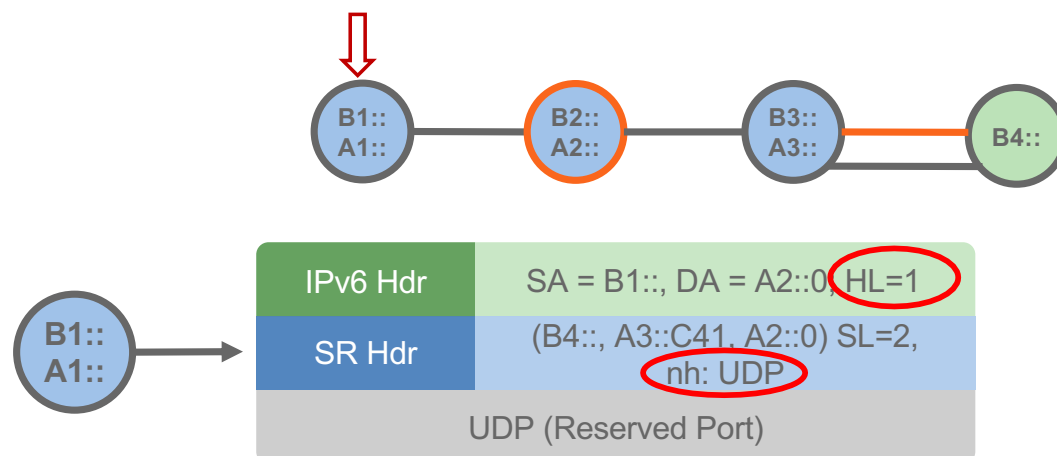 B1::
A1::
B2::
A2::
B3::
A3::
B4::
B1::
A1::
IPv6 Hdr
SA = B1::, DA = A2::0, HL=1
SR Hdr
(B4::, A3::C41, A2::0) SL=2,
nh: UDP
UDP (Reserved Port)